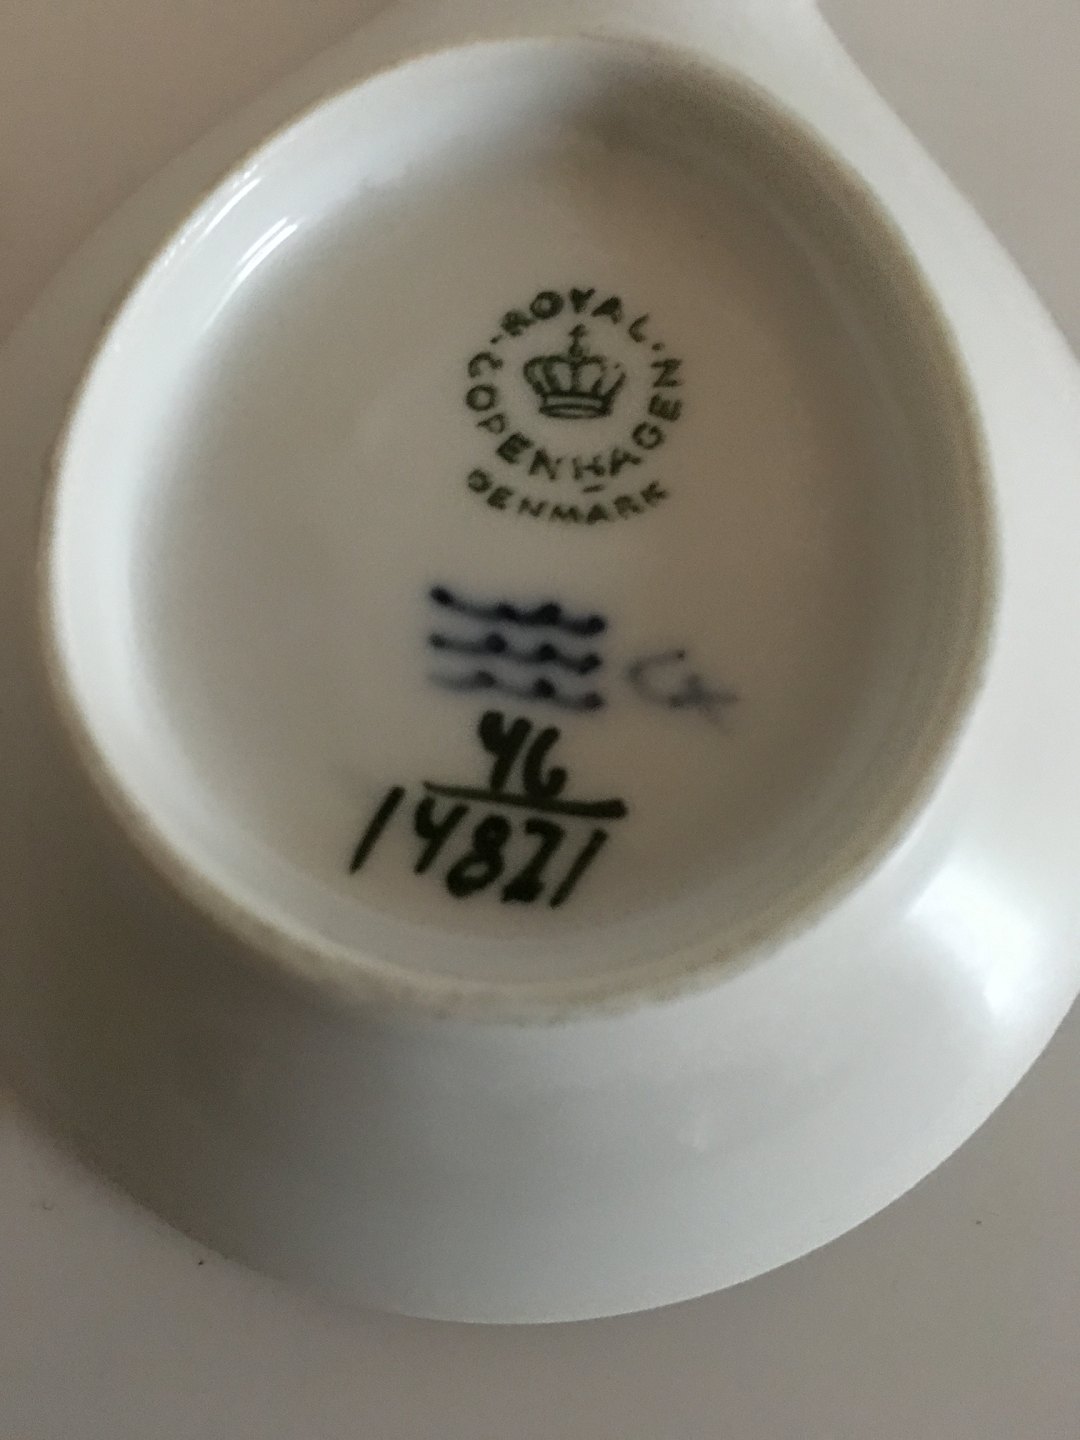 ROYAL
COPENHAGEN
DENMARK
46
14821